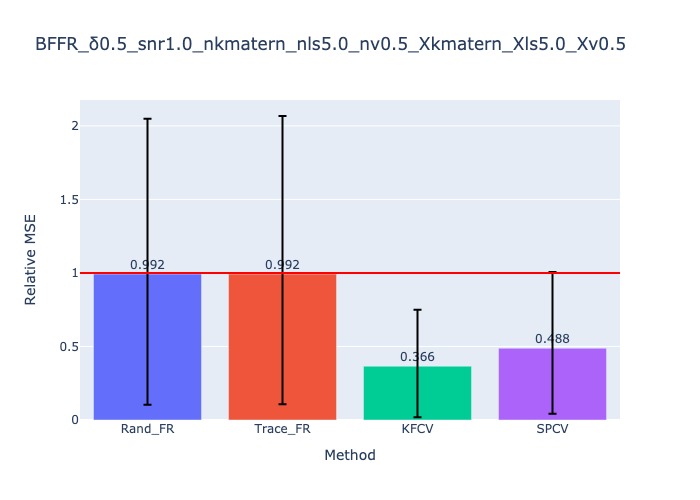 BFFR_δ0.5_snr1.0_nkmatern_nls5.0_nv0.5_Xkmatern_Xls5.0_Xv0.5
Relative MSE
2
1.5
1
0.5
0
0.992
0.992
0.366
0.488
Rand_FR
Trace_FR
KFCV
SPCV
Method